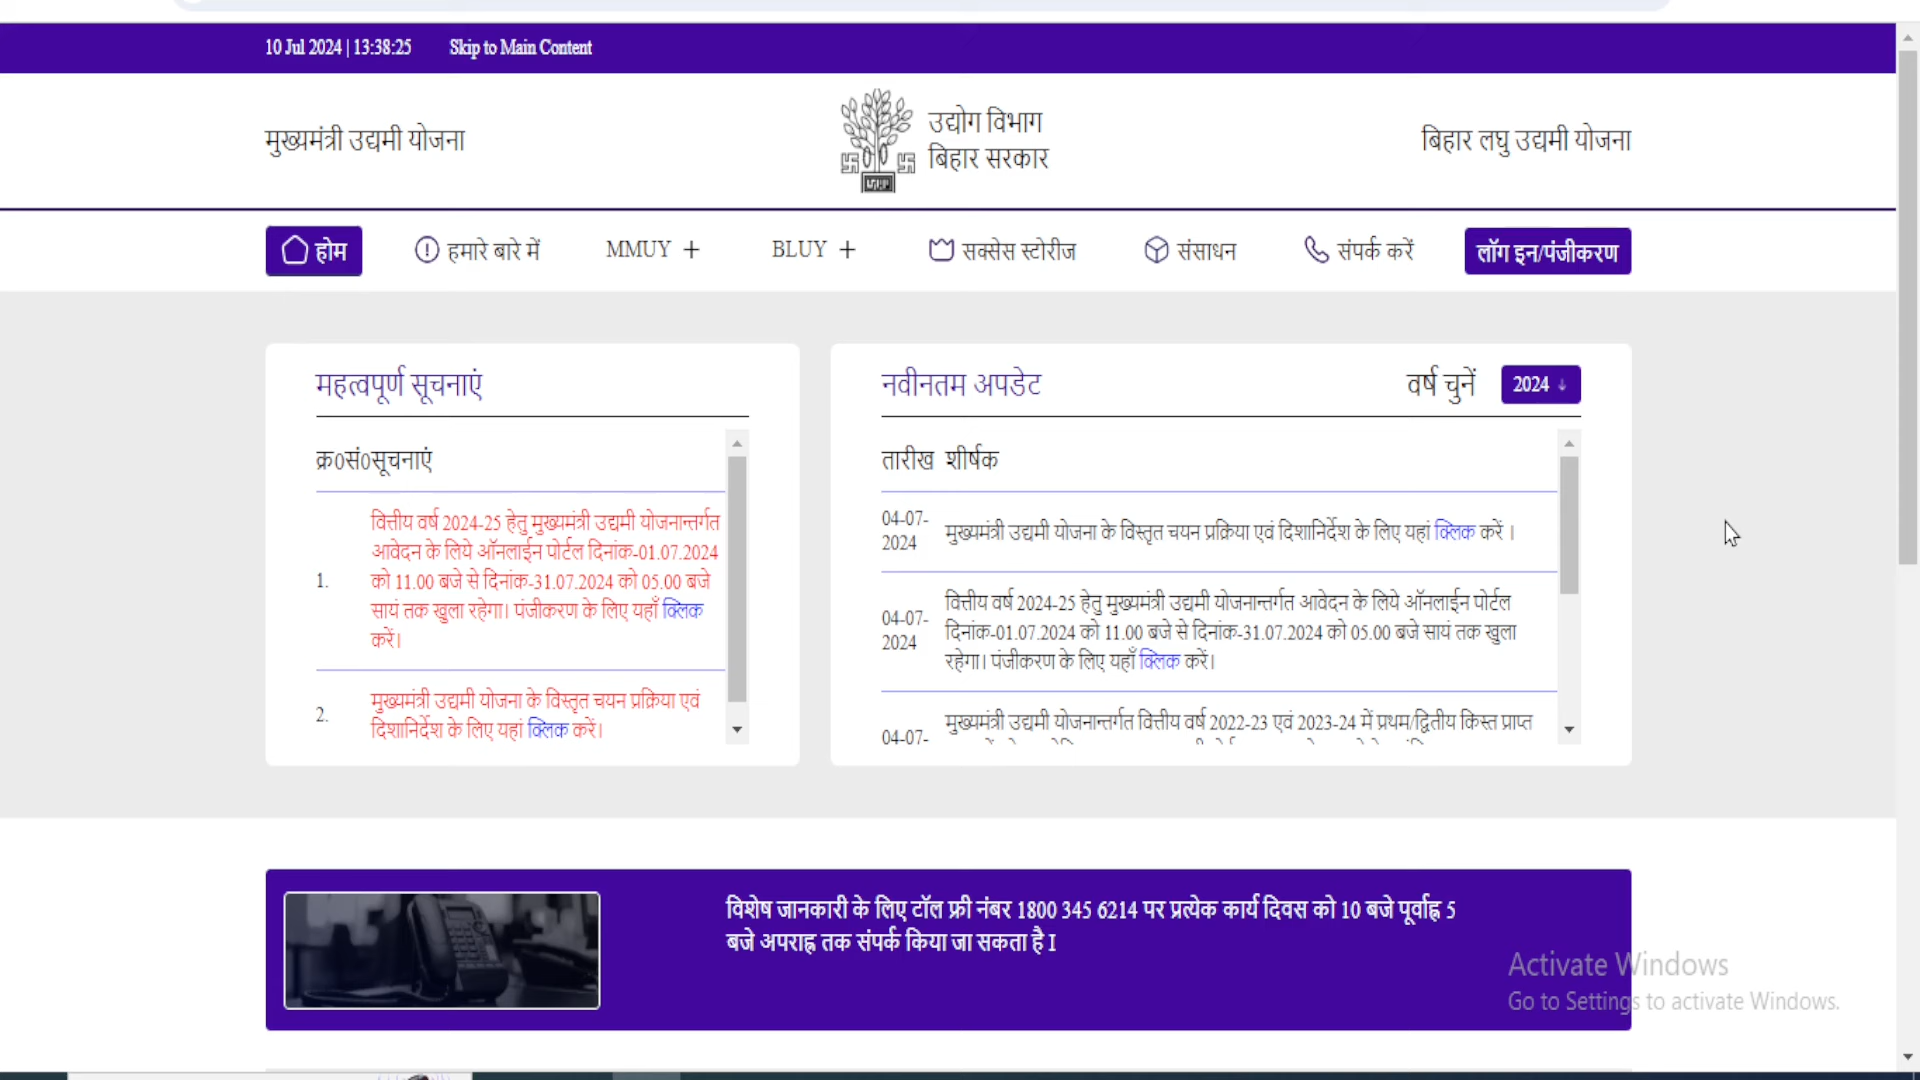 10 Jul 2024 | 13:38:25 Skip to Main Content
मुख्यमंत्री उद्यमी योजना
उद्योग विभाग
बिहार सरकार
बिहार लघु उद्यमी योजना
होम हमारे बारे में MMUY + BLUY + सक्सेस स्टोरीज संसाधन संपर्क करें लॉग इन/पंजीकरण
महत्वपूर्ण सूचनाएं
क्र0सं0सूचनाएं
1. वित्तीय वर्ष 2024-25 हेतु मुख्यमंत्री उद्यमी योजनान्तर्गत
आवेदन के लिये ऑनलाईन पोर्टल दिनांक-01.07.2024
को 11.00 बजे से दिनांक-31.07.2024 को 05.00 बजे
सायं तक खुला रहेगा। पंजीकरण के लिए यहाँ क्लिक
करें।
2. मुख्यमंत्री उद्यमी योजना के विस्तृत चयन प्रक्रिया एवं
दिशानिर्देश के लिए यहां क्लिक करें।
नवीनतम अपडेट वर्ष चुनें 2024 ↓
तारीख शीर्षक
04-07-
2024
मुख्यमंत्री उद्यमी योजना के विस्तृत चयन प्रक्रिया एवं दिशानिर्देश के लिए यहां क्लिक करें ।
04-07-
2024
वित्तीय वर्ष 2024-25 हेतु मुख्यमंत्री उद्यमी योजनान्तर्गत आवेदन के लिये ऑनलाईन पोर्टल
दिनांक-01.07.2024 को 11.00 बजे से दिनांक-31.07.2024 को 05.00 बजे सायं तक खुला
रहेगा। पंजीकरण के लिए यहाँ क्लिक करें।
04-07-
मुख्यमंत्री उद्यमी योजनान्तर्गत वित्तीय वर्ष 2022-23 एवं 2023-24 में प्रथम/द्वितीय किस्त प्राप्त
विशेष जानकारी के लिए टॉल फ्री नंबर 1800 345 6214 पर प्रत्येक कार्य दिवस को 10 बजे पूर्वाह्न 5
बजे अपराह्न तक संपर्क किया जा सकता है I
Activate Windows
Go to Settings to activate Windows.